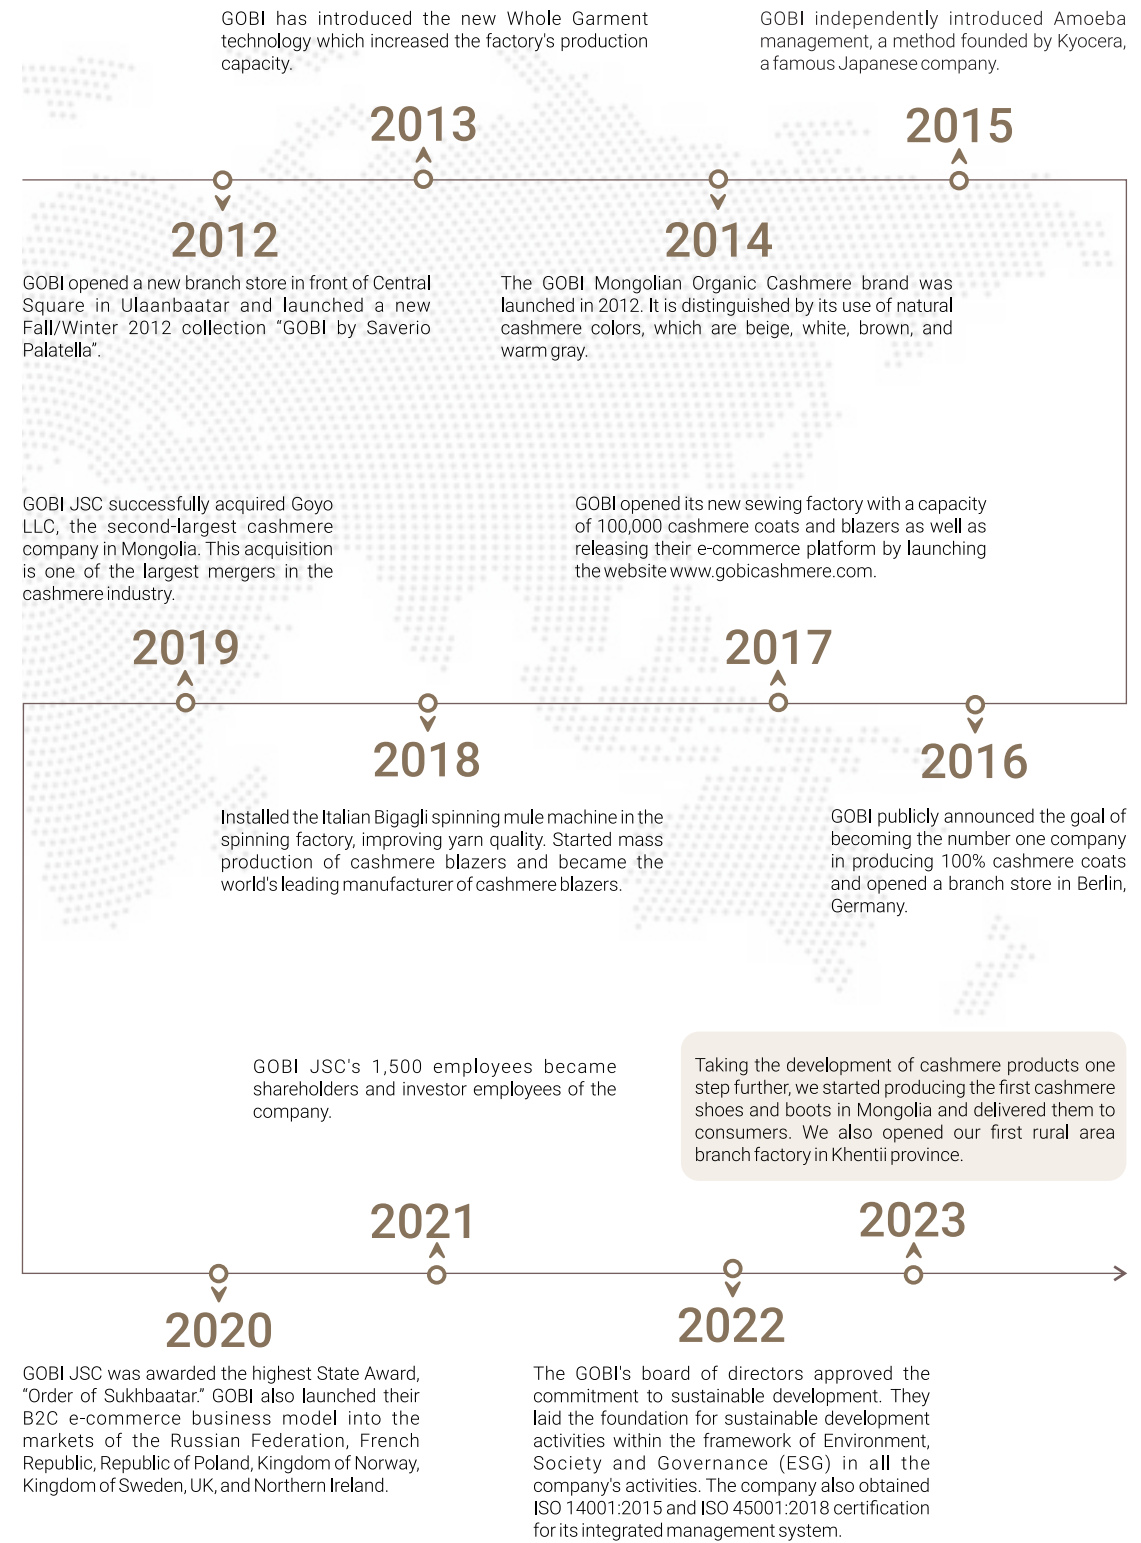 GOBI has introduced the new Whole Garment
technology which increased the factory's production
capacity.
GOBI independently introduced Amoeba
management, a method founded by Kyocera,
a famous Japanese company.
2013
2015
2012
2014
GOBI opened a new branch store in front of Central
Square in Ulaanbaatar and launched a new
Fall/Winter 2012 collection “GOBI by Saverio
Palatella”.
The GOBI Mongolian Organic Cashmere brand was
launched in 2012. It is distinguished by its use of natural
cashmere colors, which are beige, white, brown, and
warm gray.
GOBI JSC successfully acquired Goyo
LLC, the second-largest cashmere
company in Mongolia. This acquisition
is one of the largest mergers in the
cashmere industry.
GOBI opened its new sewing factory with a capacity
of 100,000 cashmere coats and blazers as well as
releasing their e-commerce platform by launching
the website www.gobicashmere.com.
2019
2017
2018
2016
Installed the Italian Bigagli spinning mule machine in the
spinning factory, improving yarn quality. Started mass
production of cashmere blazers and became the
world's leading manufacturer of cashmere blazers.
GOBI publicly announced the goal of
becoming the number one company
in producing 100% cashmere coats
and opened a branch store in Berlin,
Germany.
GOBI JSC's 1,500 employees became
shareholders and investor employees of the
company.
Taking the development of cashmere products one
step further, we started producing the first cashmere
shoes and boots in Mongolia and delivered them to
consumers. We also opened our first rural area
branch factory in Khentii province.
2021
2023
2020
2022
GOBI JSC was awarded the highest State Award,
“Order of Sukhbaatar.” GOBI also launched their
B2C e-commerce business model into the
markets of the Russian Federation, French
Republic, Republic of Poland, Kingdom of Norway,
Kingdom of Sweden, UK, and Northern Ireland.
The GOBI's board of directors approved the
commitment to sustainable development. They
laid the foundation for sustainable development
activities within the framework of Environment,
Society and Governance (ESG) in all the
company's activities. The company also obtained
ISO 14001:2015 and ISO 45001:2018 certification
for its integrated management system.